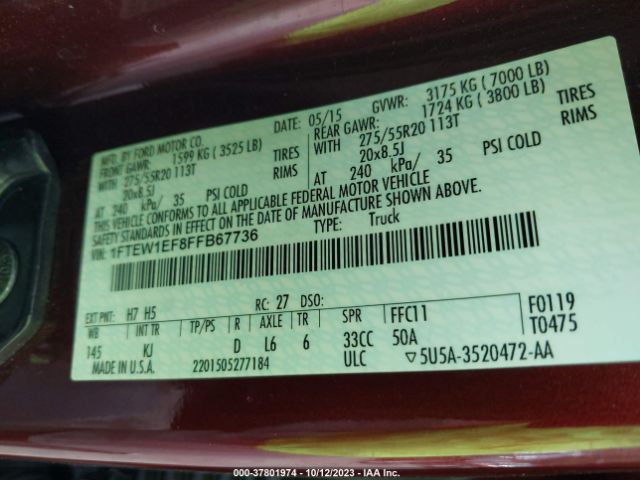 MFD. BY FORD MOTOR CO.
DATE: 05/15 GVWR: 3175 KG ( 7000 LB)
FRONT GAWR: 1599 KG ( 3525 LB)
REAR GAWR: 1724 KG ( 3800 LB)
WITH 275/55R20 113T TIRES
WITH 275/55R20 113T TIRES
20x8.5J RIMS
20x8.5J RIMS
AT 240 kPa/ 35 PSI COLD
AT 240 kPa/ 35 PSI COLD
THIS VEHICLE CONFORMS TO ALL APPLICABLE FEDERAL MOTOR VEHICLE
SAFETY STANDARDS IN EFFECT ON THE DATE OF MANUFACTURE SHOWN ABOVE.
VIN: 1FTEW1EF8FFB67736
TYPE: Truck
EXT PNT: H7 H5 RC: 27 DSO:
WB INT TR TP/PS R AXLE TR SPR FFC11 F0119
145 KJ D L6 6 33CC 50A T0475
MADE IN U.S.A. 2201505277184 ULC ▽5U5A-3520472-AA
000-37801974 - 10/12/2023 - IAA Inc.